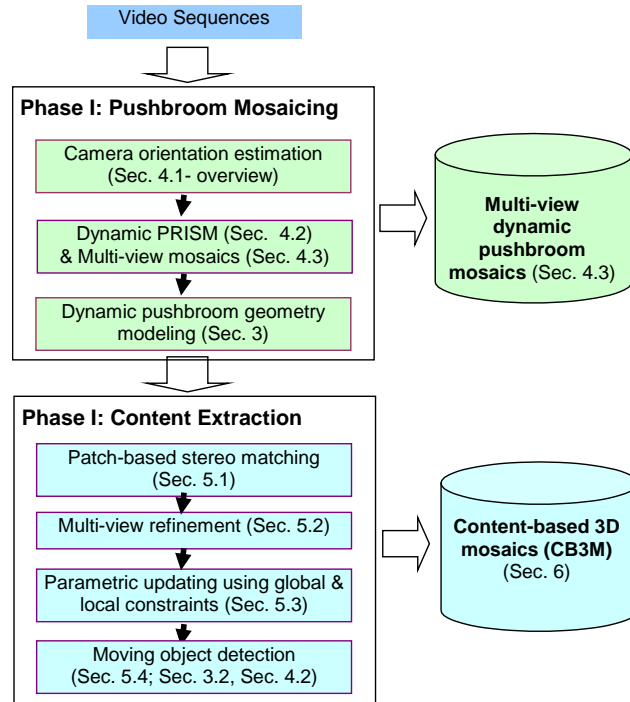 Video Sequences
Phase I: Pushbroom Mosaicing
Camera orientation estimation
(Sec. 4.1- overview)
Dynamic PRISM (Sec. 4.2)
& Multi-view mosaics (Sec. 4.3)
Dynamic pushbroom geometry
modeling (Sec. 3)
Multi-view
dynamic
pushbroom
mosaics (Sec. 4.3)
Phase I: Content Extraction
Patch-based stereo matching
(Sec. 5.1)
Multi-view refinement (Sec. 5.2)
Parametric updating using global &
local constraints (Sec. 5.3)
Moving object detection
(Sec. 5.4; Sec. 3.2, Sec. 4.2)
Content-based 3D
mosaics (CB3M)
(Sec. 6)